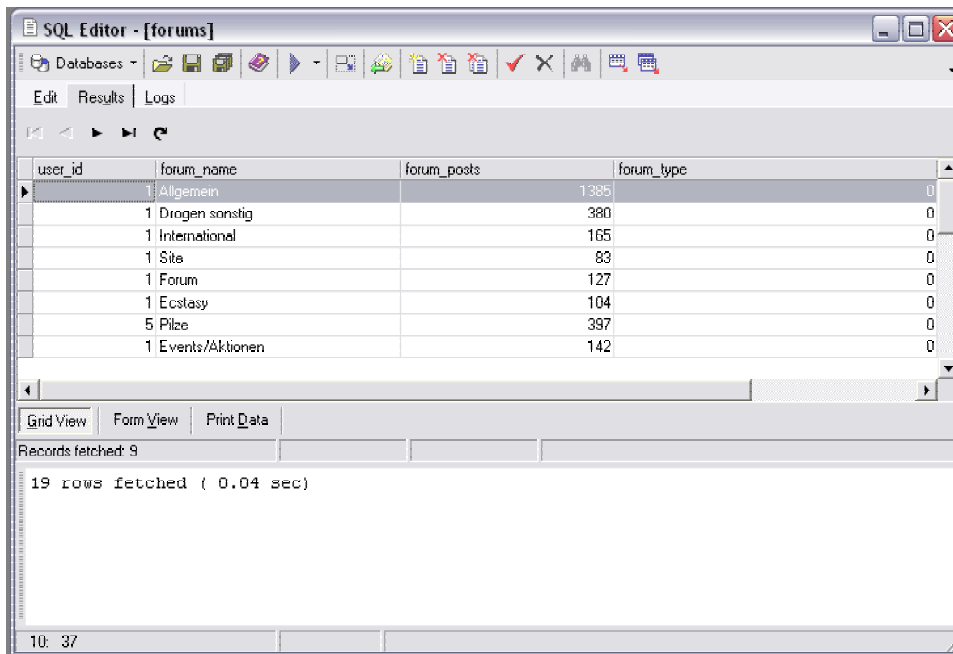 SQL Editor - [forums]
Databases
Edit Results Logs
user_id forum_name forum_posts forum_type
1 Allgemein 1385 0
1 Drogen sonstig 380 0
1 International 165 0
1 Site 83 0
1 Forum 127 0
1 Ecstasy 104 0
5 Pilze 397 0
1 Events/Aktionen 142 0
Grid View Form View Print Data
Records fetched: 9
19 rows fetched ( 0.04 sec)
10: 37